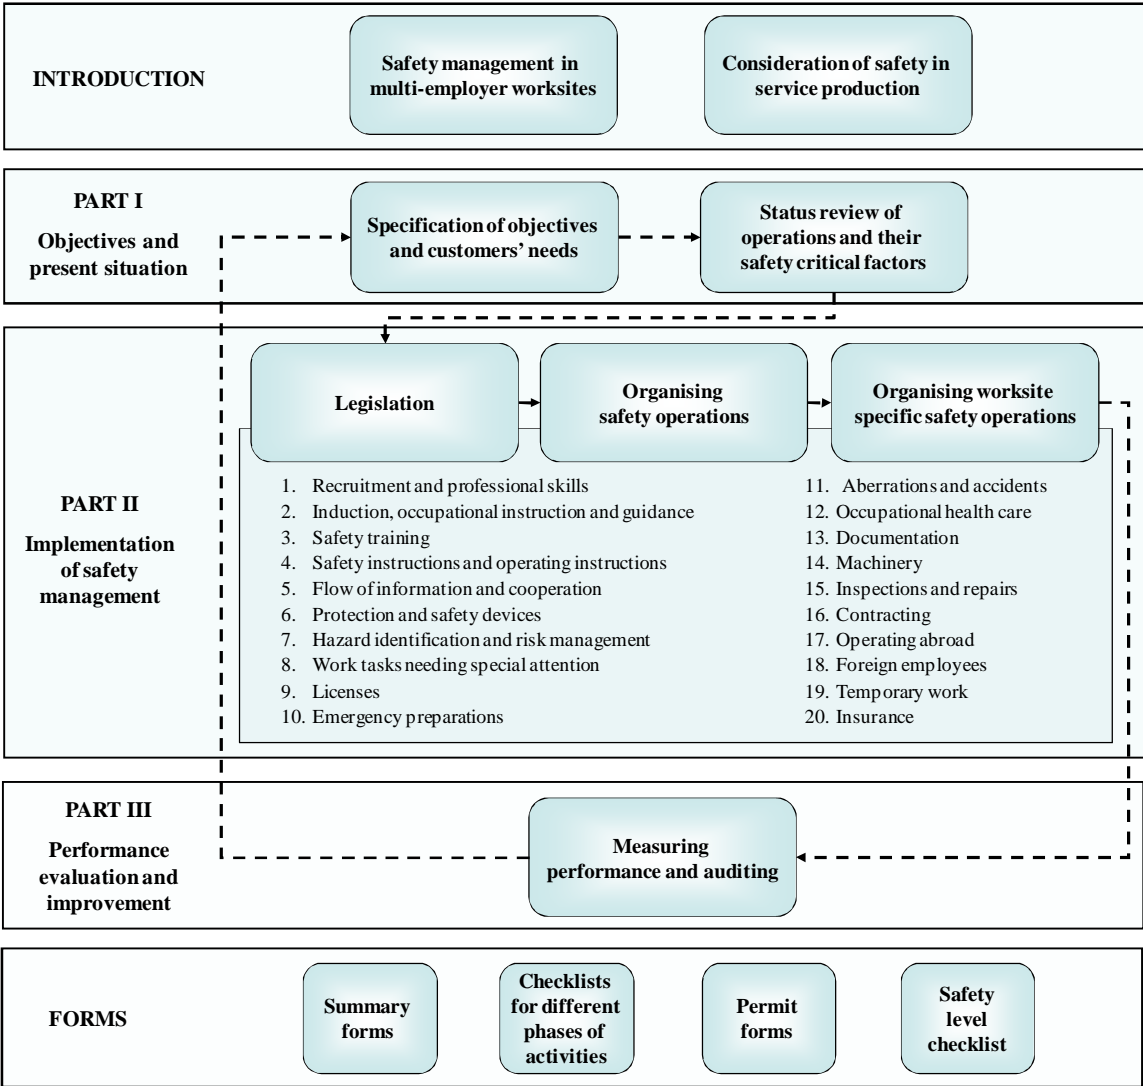 INTRODUCTION
Safety management in
multi-employer worksites
Consideration of safety in
service production
PART I
Objectives and
present situation
Specification of objectives
and customers' needs
Status review of
operations and their
safety critical factors
PART II
Implementation
of safety
management
Legislation
Organising
safety operations
Organising worksite
specific safety operations
1. Recruitment and professional skills
2. Induction, occupational instruction and guidance
3. Safety training
4. Safety instructions and operating instructions
5. Flow of information and cooperation
6. Protection and safety devices
7. Hazard identification and risk management
8. Work tasks needing special attention
9. Licenses
10. Emergency preparations
11. Aberrations and accidents
12. Occupational health care
13. Documentation
14. Machinery
15. Inspections and repairs
16. Contracting
17. Operating abroad
18. Foreign employees
19. Temporary work
20. Insurance
PART III
Performance
evaluation and
improvement
Measuring
performance and auditing
FORMS
Summary
forms
Checklists
for different
phases of
activities
Permit
forms
Safety
level
checklist